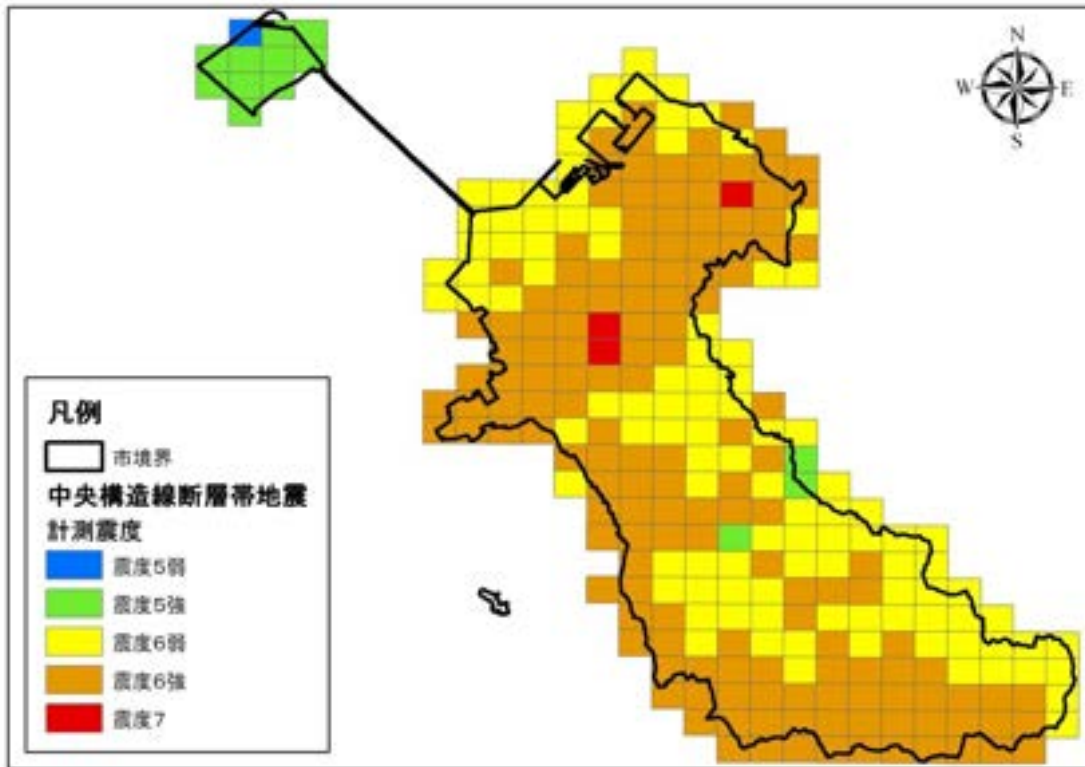 N
W E
S
凡例
市境界
中央構造線断層帯地震
計測震度
震度5弱
震度5強
震度6弱
震度6強
震度7